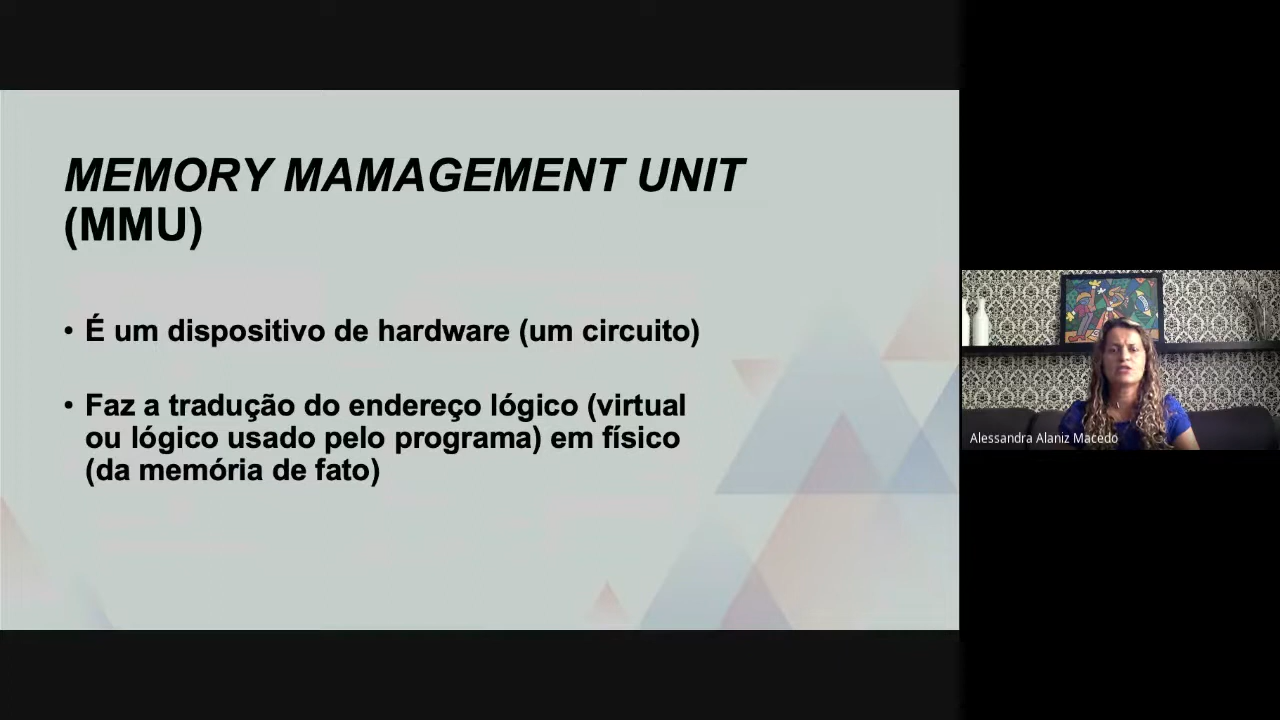 MEMORY MAMAGEMENT UNIT
(MMU)
• É um dispositivo de hardware (um circuito)
• Faz a tradução do endereço lógico (virtual
ou lógico usado pelo programa) em físico
(da memória de fato)
Alessandra Alaniz Macedo